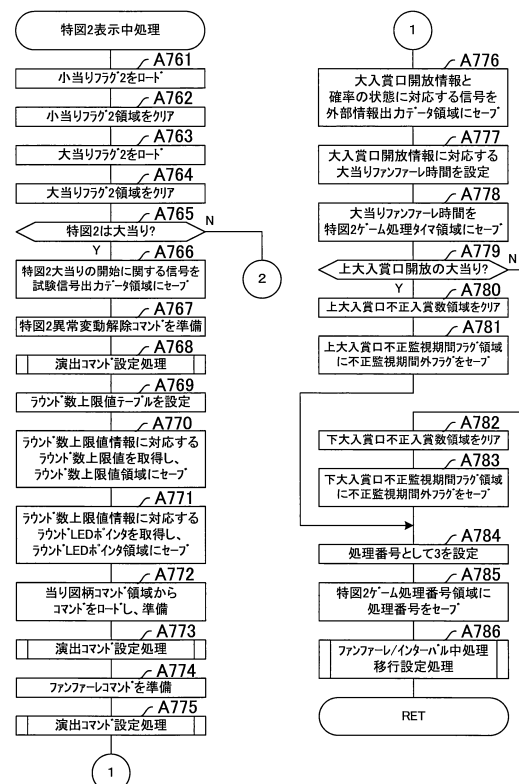 特図2表示中処理
A761
小当りフラグ2をロード
A762
小当りフラグ2領域をクリア
A763
大当りフラグ2をロード
A764
大当りフラグ2領域をクリア
A765
特図2は大当り?
N
Y
A766
特図2大当りの開始に関する信号を
試験信号出力データ領域にセーブ
2
A767
特図2異常変動解除コマンドを準備
A768
演出コマンド設定処理
A769
ラウンド数上限値テーブルを設定
A770
ラウンド数上限値情報に対応する
ラウンド数上限値を取得し、
ラウンド数上限値領域にセーブ
A771
ラウンド数上限値情報に対応する
ラウンドLEDポインタを取得し、
ラウンドLEDポインタ領域にセーブ
A772
当り図柄コマンド領域から
コマンドをロードし、準備
A773
演出コマンド設定処理
A774
ファンファーレコマンドを準備
A775
演出コマンド設定処理
1
1
A776
大入賞口開放情報と
確率の状態に対応する信号を
外部情報出力データ領域にセーブ
A777
大入賞口開放情報に対応する
大当りファンファーレ時間を設定
A778
大当りファンファーレ時間を
特図2ゲーム処理タイマ領域にセーブ
A779
上大入賞口開放の大当り?
N
Y
A780
上大入賞口不正入賞数領域をクリア
A781
上大入賞口不正監視期間フラグ領域
に不正監視期間外フラグをセーブ
A782
下大入賞口不正入賞数領域をクリア
A783
下大入賞口不正監視期間フラグ領域
に不正監視期間外フラグをセーブ
A784
処理番号として3を設定
A785
特図2ゲーム処理番号領域に
処理番号をセーブ
A786
ファンファーレ/インターバル中処理
移行設定処理
RET